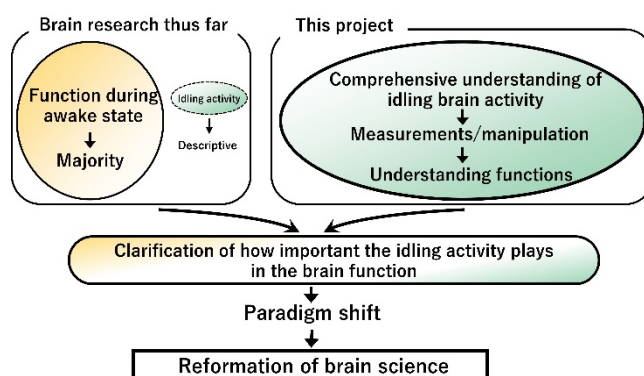 Brain research thus far
Function during
awake state
Majority
Idling activity
Descriptive
This project
Comprehensive understanding of
idling brain activity
Measurements/manipulation
Understanding functions
Clarification of how important the idling activity plays
in the brain function
Paradigm shift
Reformation of brain science